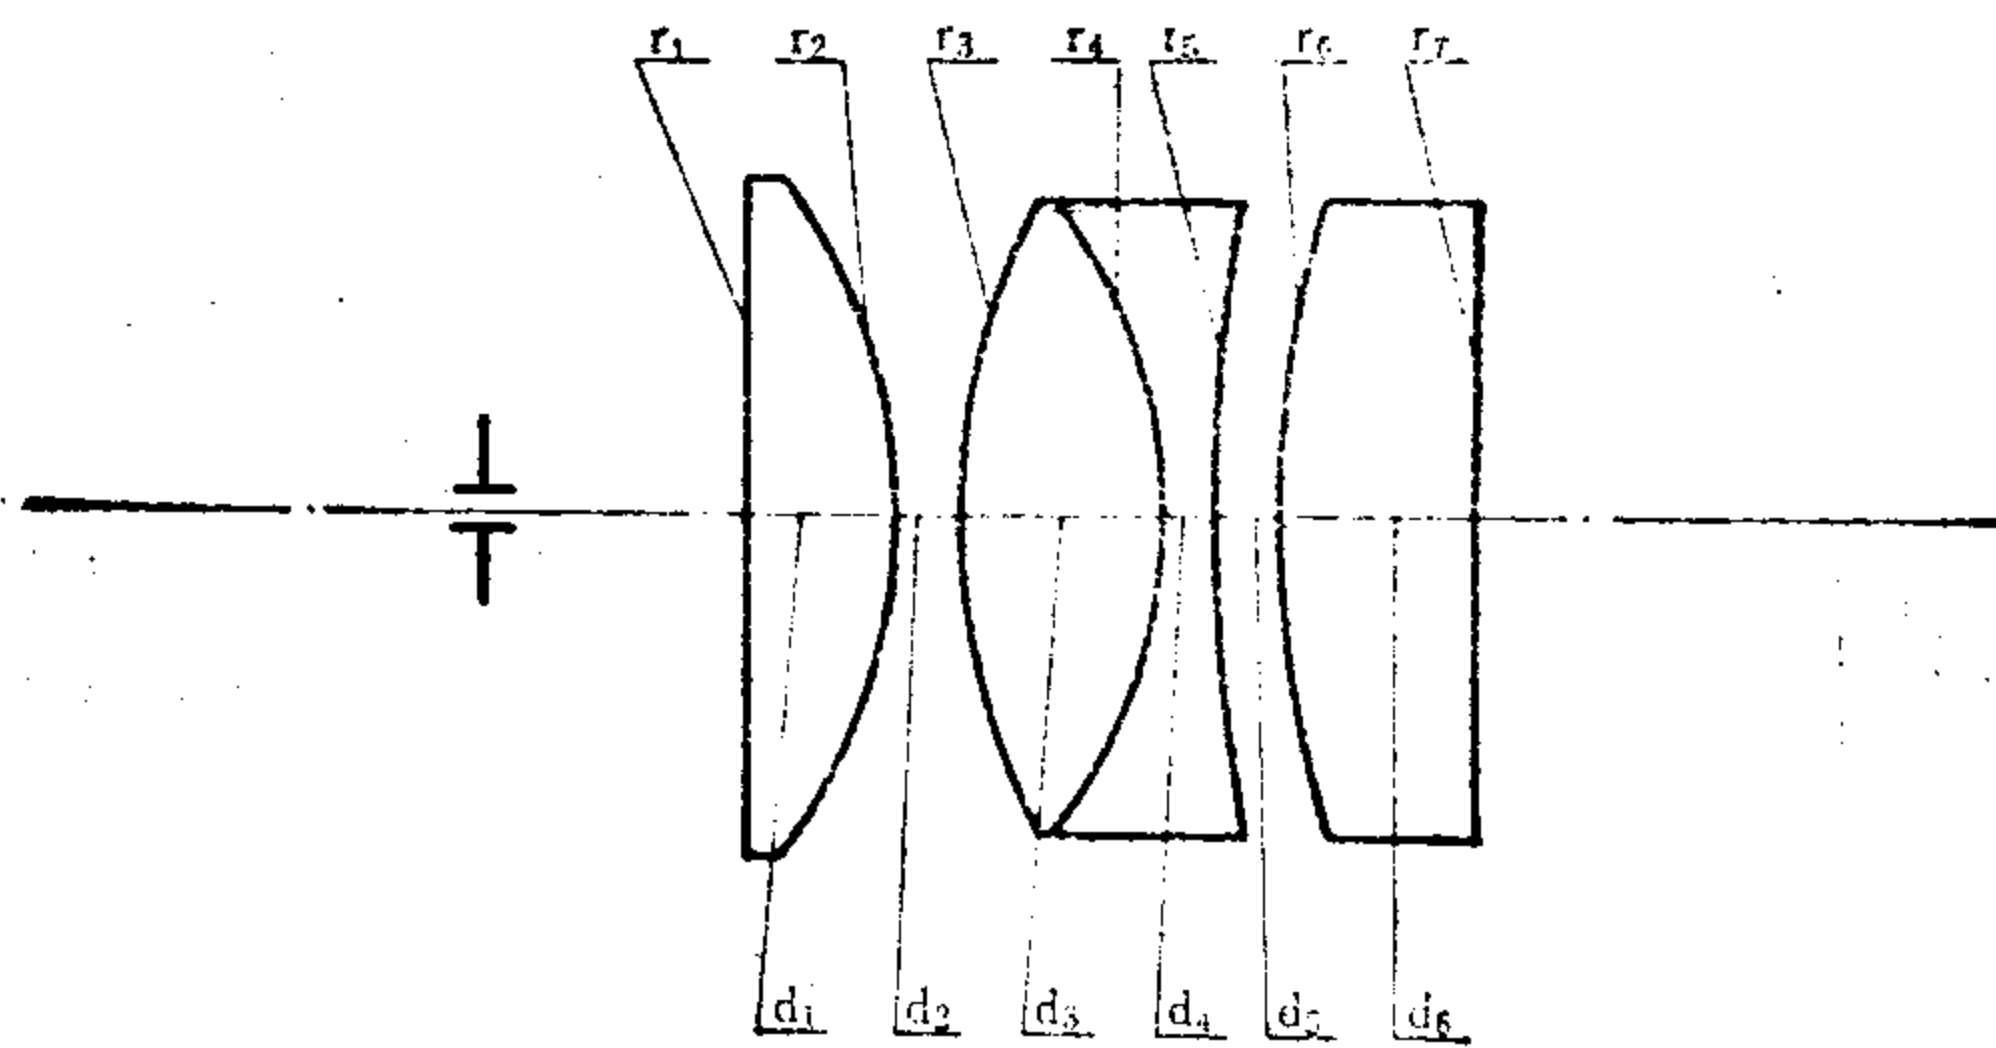 r₁ r₂ r₃ r₄ r₅ r₆ r₇
d₁ d₂ d₃ d₄ d₅ d₆